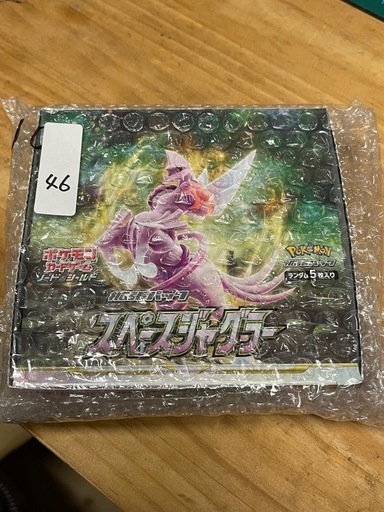 46
ポケモン
カードゲーム
ソード&シールド
POKÉMON
ランダム5枚入り
拡張パック
スペースジャグラー